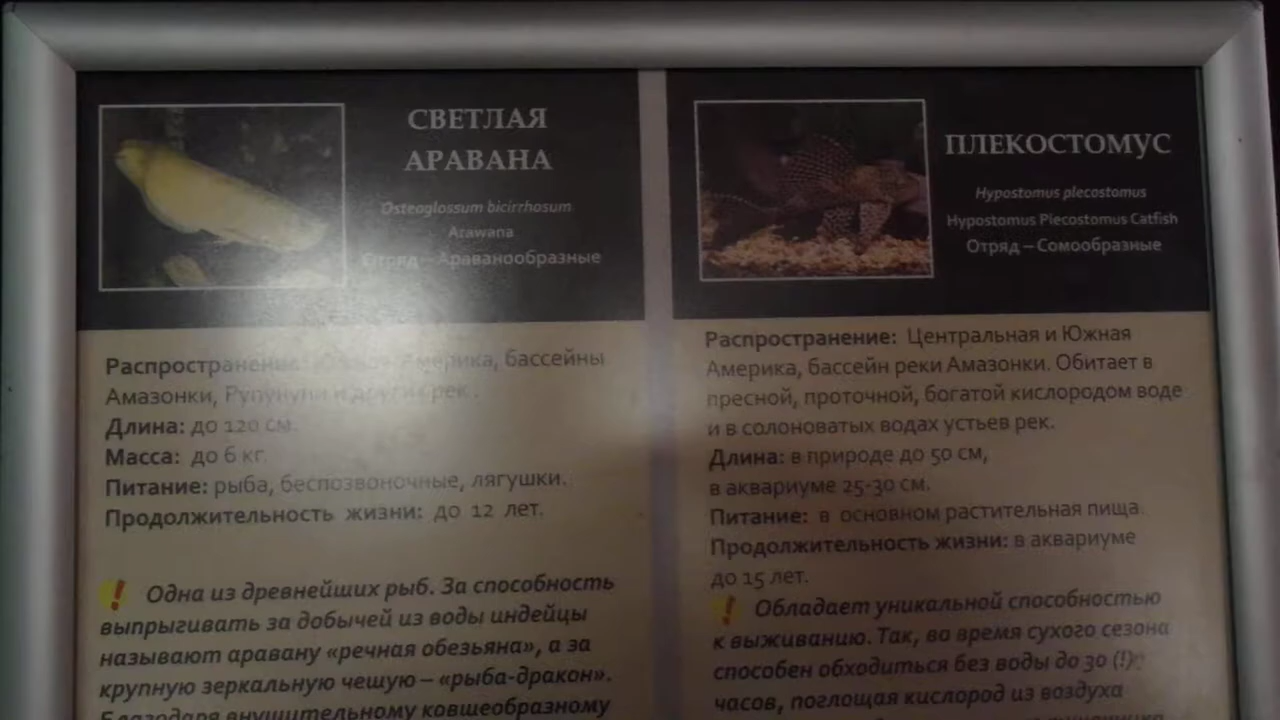 СВЕТЛАЯ
АРАВАНА
Osteoglossum bicirrhosum
Arawana
Отряд – Араванообразные
Распространение: Южная Америка, бассейны
Амазонки, Рупунуни и других рек.
Длина: до 120 см.
Масса: до 6 кг.
Питание: рыба, беспозвоночные, лягушки.
Продолжительность жизни: до 12 лет.
Одна из древнейших рыб. За способность
выпрыгивать за добычей из воды индейцы
называют аравану «речная обезьяна», а за
крупную зеркальную чешую – «рыба-дракон».
Благодаря внушительному ковшеобразному
ПЛЕКОСТОМУС
Hypostomus plecostomus
Hypostomus Plecostomus Catfish
Отряд – Сомообразные
Распространение: Центральная и Южная
Америка, бассейн реки Амазонки. Обитает в
пресной, проточной, богатой кислородом воде
и в солоноватых водах устьев рек.
Длина: в природе до 50 см,
в аквариуме 25-30 см.
Питание: в основном растительная пища.
Продолжительность жизни: в аквариуме
до 15 лет.
Обладает уникальной способностью
к выживанию. Так, во время сухого сезона
способен обходиться без воды до 30 (!)
часов, поглощая кислород из воздуха